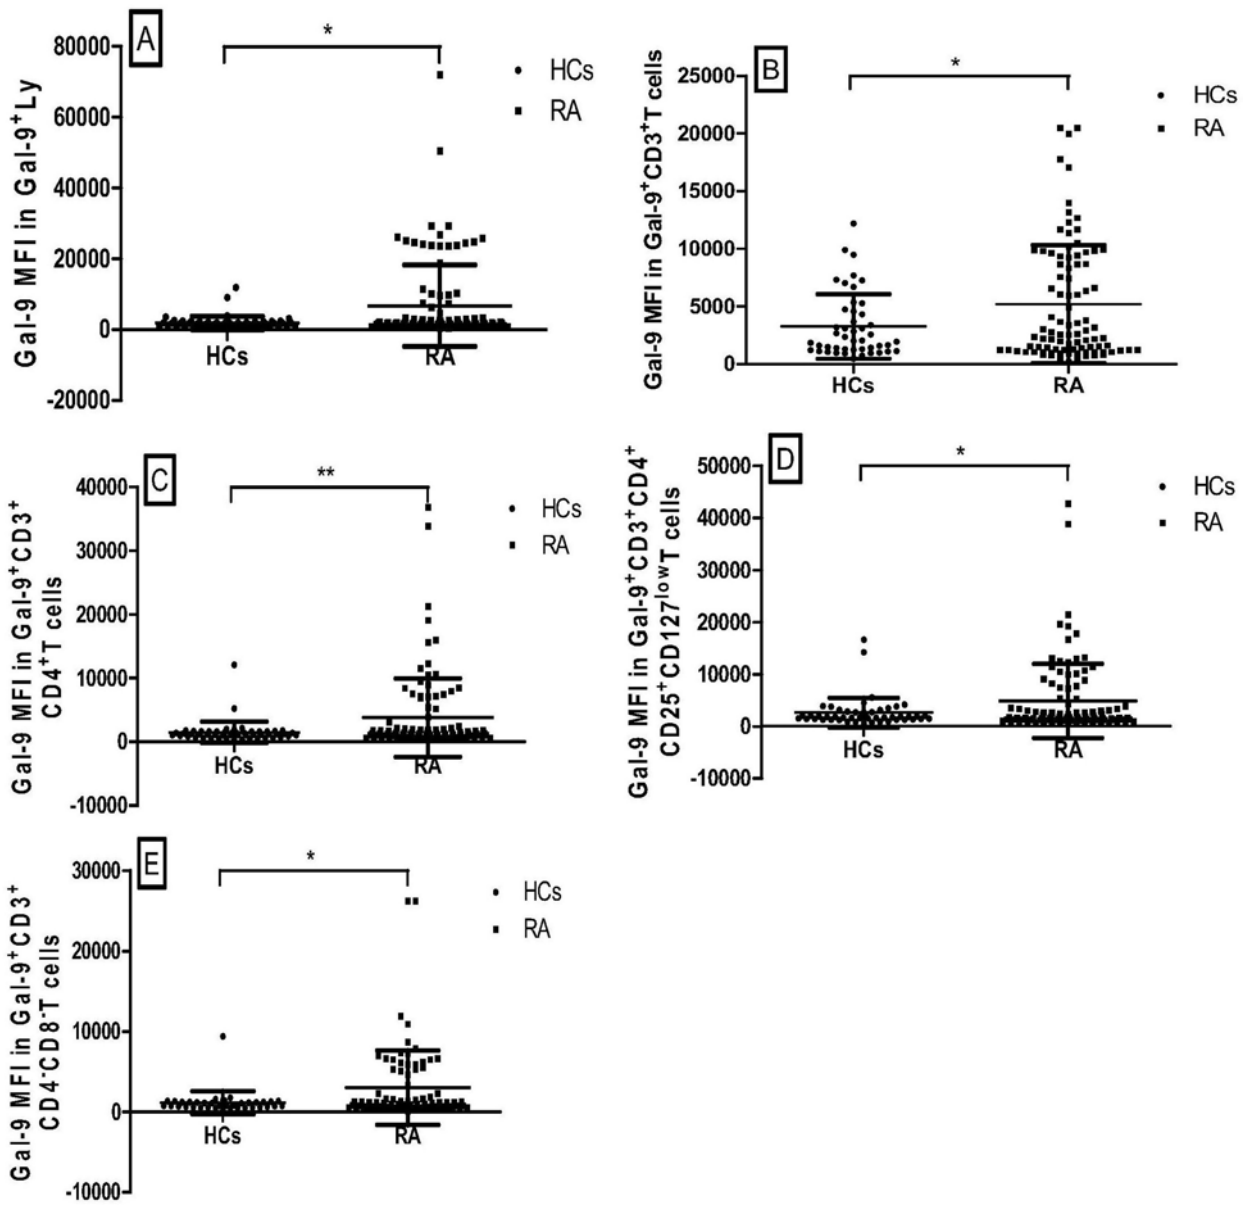 A
*
80000
60000
40000
20000
0
-20000
Gal-9 MFI in Gal-9⁺Ly
HCs
RA
HCs
RA
B
*
25000
20000
15000
10000
5000
0
Gal-9 MFI in Gal-9⁺CD3⁺T cells
HCs
RA
HCs
RA
C
**
40000
30000
20000
10000
0
-10000
Gal-9 MFI in Gal-9⁺CD3⁺
CD4⁺T cells
HCs
RA
HCs
RA
D
*
50000
40000
30000
20000
10000
0
-10000
Gal-9 MFI in Gal-9⁺CD3⁺CD4⁺
CD25⁺CD127ˡᵒʷT cells
HCs
RA
HCs
RA
E
*
30000
20000
10000
0
-10000
Gal-9 MFI in Gal-9⁺CD3⁺
CD4⁻CD8⁻T cells
HCs
RA
HCs
RA